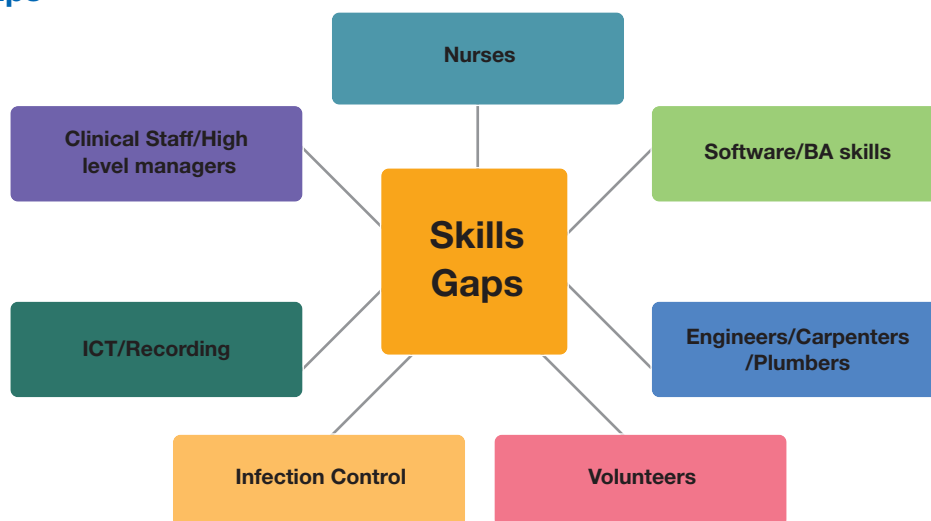 Nurses
Clinical Staff/High
level managers
Software/BA skills
Skills
Gaps
ICT/Recording
Engineers/Carpenters
/Plumbers
Infection Control
Volunteers